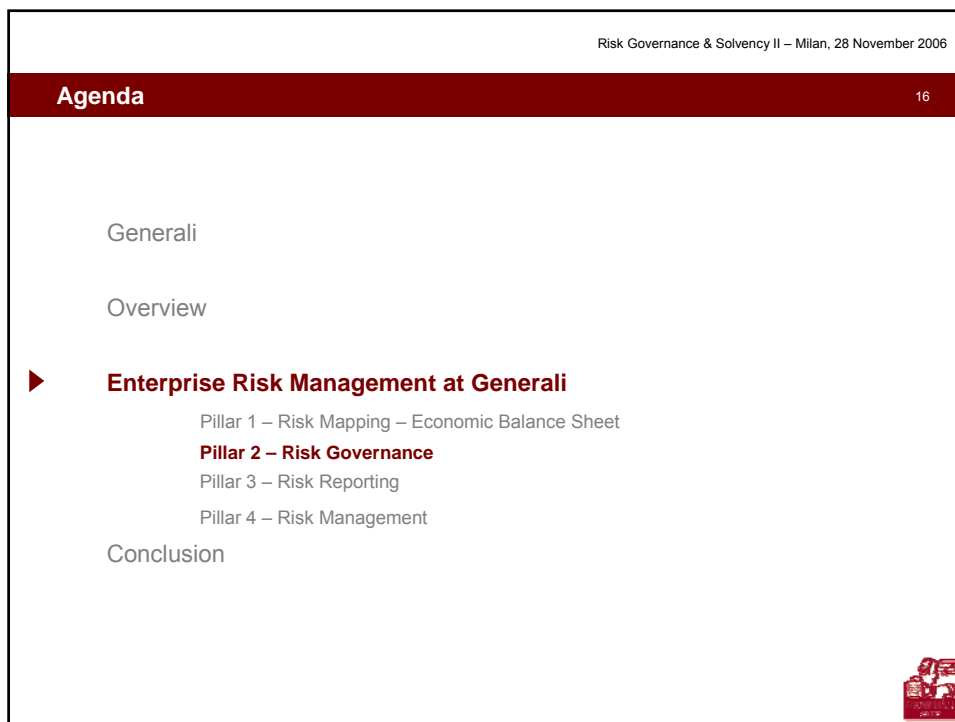 Risk Governance & Solvency II – Milan, 28 November 2006
Agenda 16
Generali
Overview
Enterprise Risk Management at Generali
Pillar 1 – Risk Mapping – Economic Balance Sheet
Pillar 2 – Risk Governance
Pillar 3 – Risk Reporting
Pillar 4 – Risk Management
Conclusion